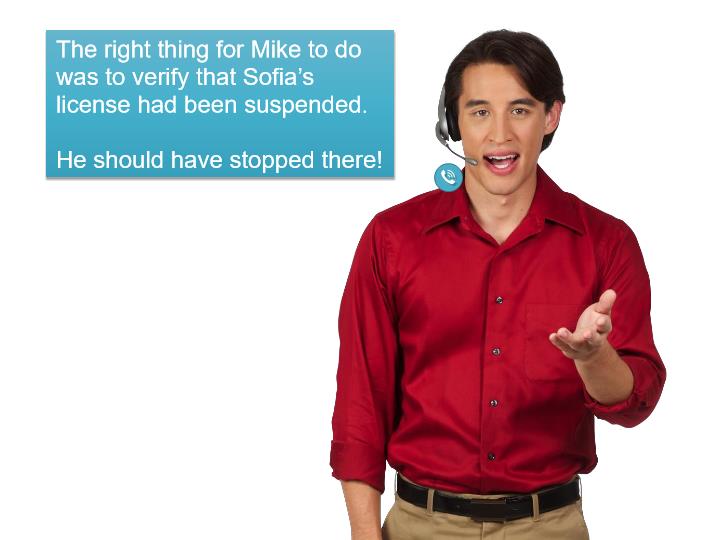 The right thing for Mike to do
was to verify that Sofia’s
license had been suspended.
He should have stopped there!